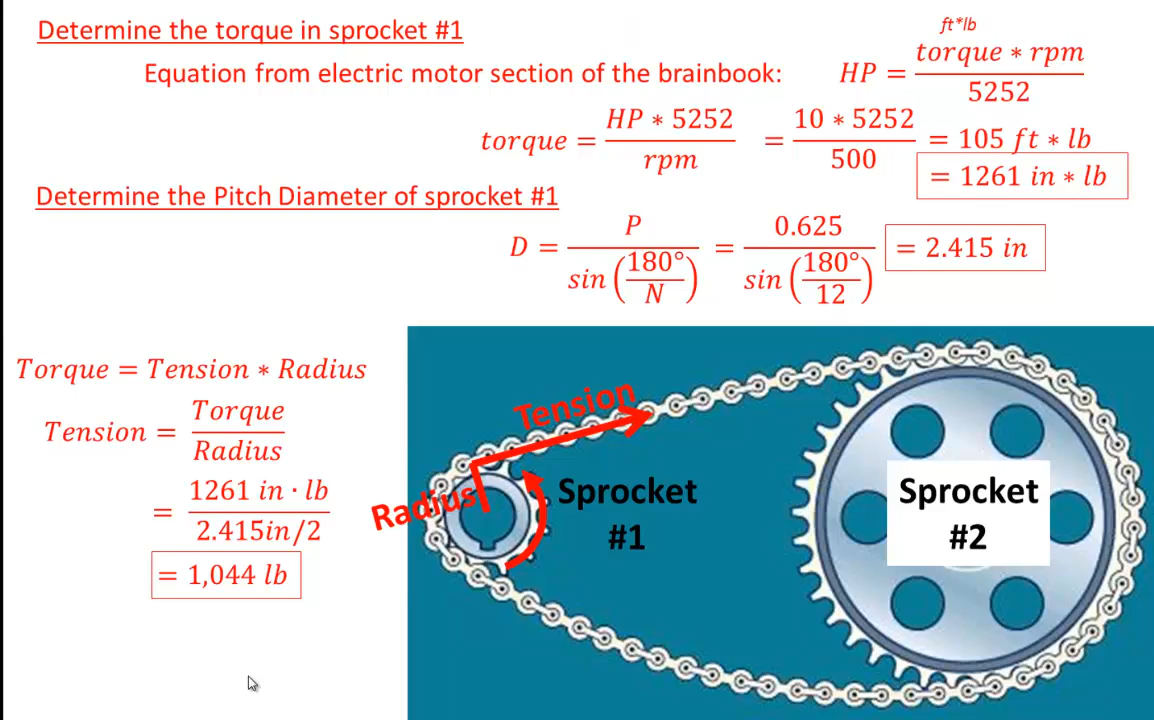 Determine the torque in sprocket #1
ft*lb
Equation from electric motor section of the brainbook: HP = torque * rpm / 5252
torque = HP * 5252 / rpm = 10 * 5252 / 500 = 105 ft * lb
= 1261 in * lb
Determine the Pitch Diameter of sprocket #1
D = P / sin (180° / N) = 0.625 / sin (180° / 12) = 2.415 in
Torque = Tension * Radius
Tension = Torque / Radius
= 1261 in · lb / 2.415in/2
= 1,044 lb
Tension
Radius
Sprocket
#1
Sprocket
#2